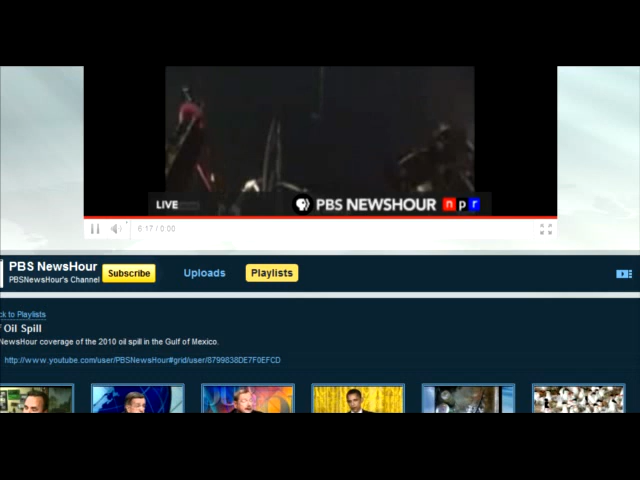 LIVE
PBS NEWSHOUR n p r
6:17 / 0:00
PBS NewsHour
PBSNewsHour's Channel
Subscribe
Uploads
Playlists
ck to Playlists
Oil Spill
NewsHour coverage of the 2010 oil spill in the Gulf of Mexico.
http://www.youtube.com/user/PBSNewsHour#grid/user/8799838DE7F0EFCD